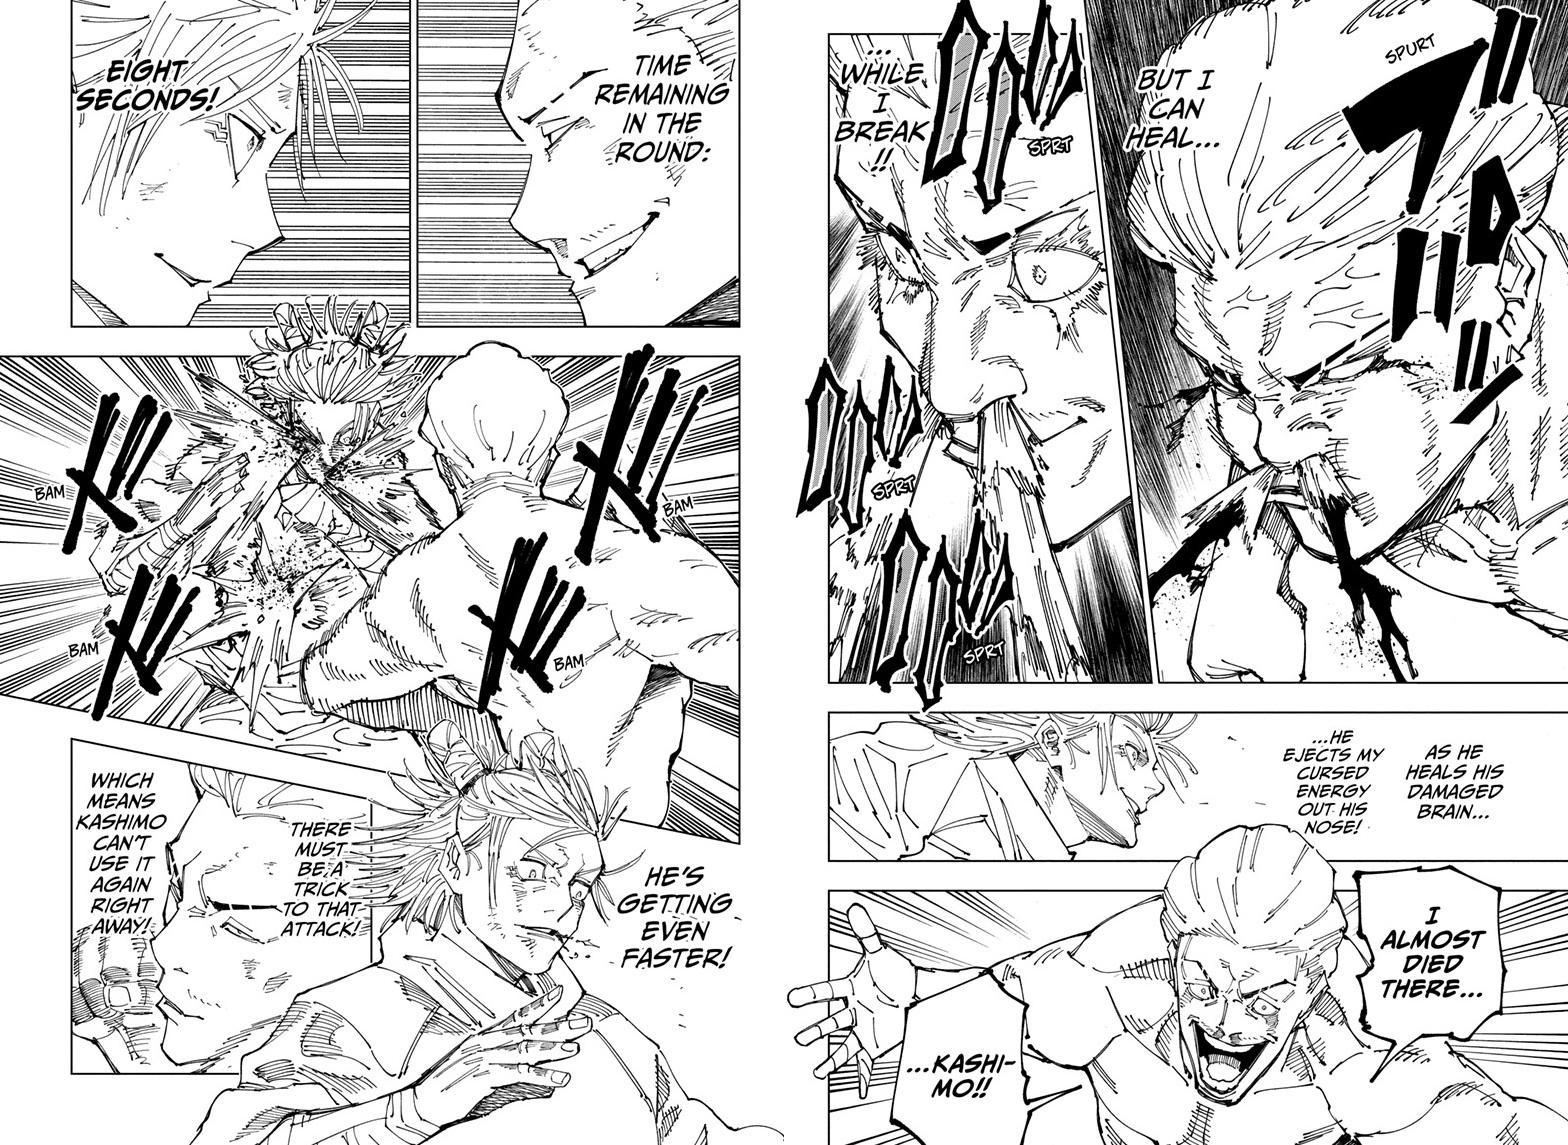 BUT I
CAN
HEAL...
SPURT
ブ
パッ
...
WHILE
I
BREAK
!!
SPRT
SPRT
SPRT
AS HE
HEALS HIS
DAMAGED
BRAIN...
...HE
EJECTS MY
CURSED
ENERGY
OUT HIS
NOSE!
I
ALMOST
DIED
THERE...
...KASHI-
MO!!
TIME
REMAINING
IN THE
ROUND:
EIGHT
SECONDS!
BAM
BAM
BAM
BAM
HE'S
GETTING
EVEN
FASTER!
THERE
MUST
BE A
TRICK
TO THAT
ATTACK!
WHICH
MEANS
KASHIMO
CAN'T
USE IT
AGAIN
RIGHT
AWAY!